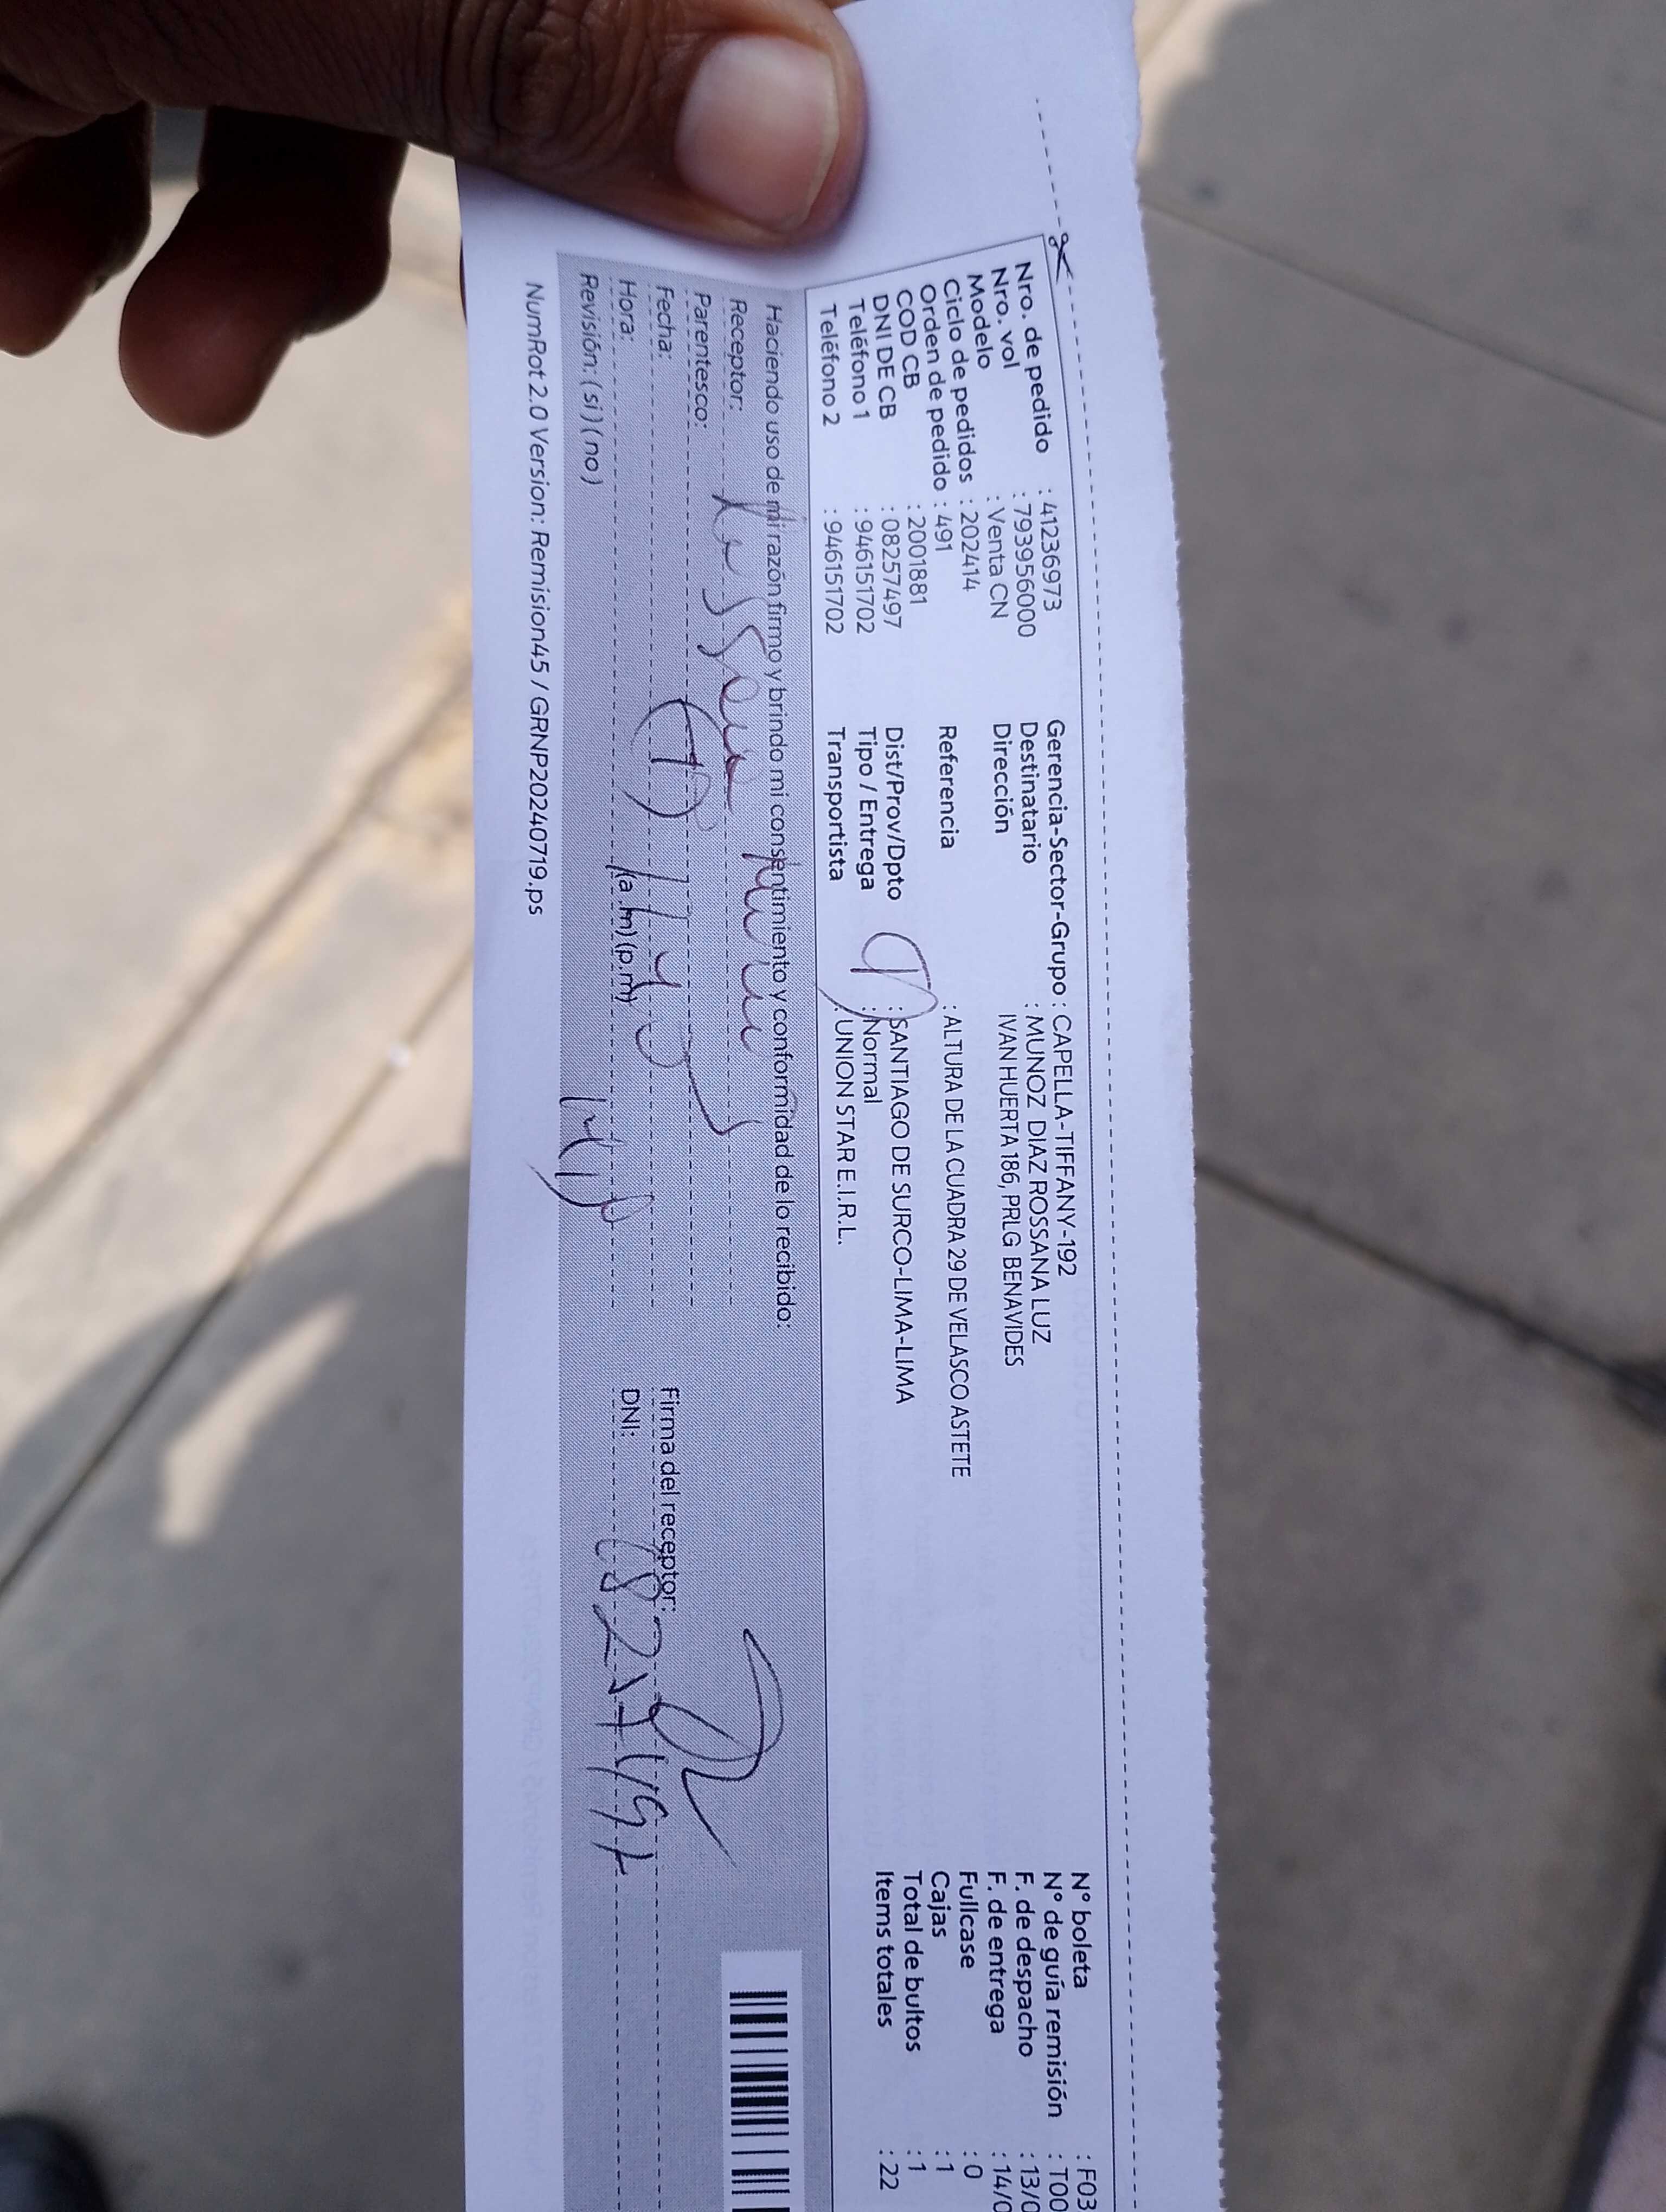 Nro. de pedido : 41236973
Nro. vol : 793956000
Modelo : Venta CN
Ciclo de pedidos : 202414
Orden de pedido : 491
COD CB : 2001881
DNI DE CB : 08257497
Teléfono 1 : 946151702
Teléfono 2 : 946151702
Gerencia-Sector-Grupo : CAPELLA-TIFFANY-192
Destinatario : MUNOZ DIAZ ROSSANA LUZ
Dirección IVAN HUERTA 186, PRLG BENAVIDES
Referencia : ALTURA DE LA CUADRA 29 DE VELASCO ASTETE
Dist/Prov/Dpto : SANTIAGO DE SURCO-LIMA-LIMA
Tipo / Entrega : Normal
Transportista : UNION STAR E.I.R.L.
N° boleta : F03
N° de guía remisión : T00
F. de despacho : 13/0
F. de entrega : 14/0
Fullcase : 0
Cajas : 1
Total de bultos : 1
Items totales : 22
Haciendo uso de mi razón firmo y brindo mi consentimiento y conformidad de lo recibido:
Receptor:
Parentesco:
Fecha:
Hora: (a.m) (p.m)
Revisión: ( si ) ( no )
Firma del receptor:
DNI:
NumRot 2.0 Version: Remision45 / GRNP20240719.ps